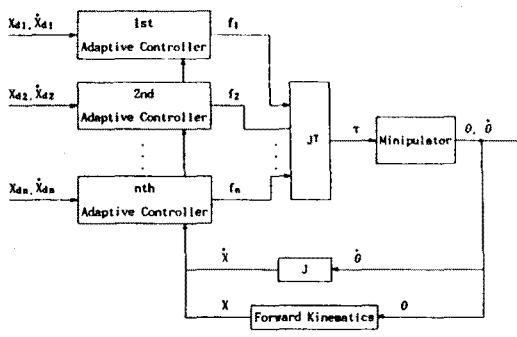 Xd1, Ẋd1
1st
Adaptive Controller
f1
Xd2, Ẋd2
2nd
Adaptive Controller
f2
Xdn, Ẋdn
nth
Adaptive Controller
fn
Jᵀ
τ
Minipulator
θ, θ̇
Ẋ
J
θ̇
X
Forward Kinematics
θ